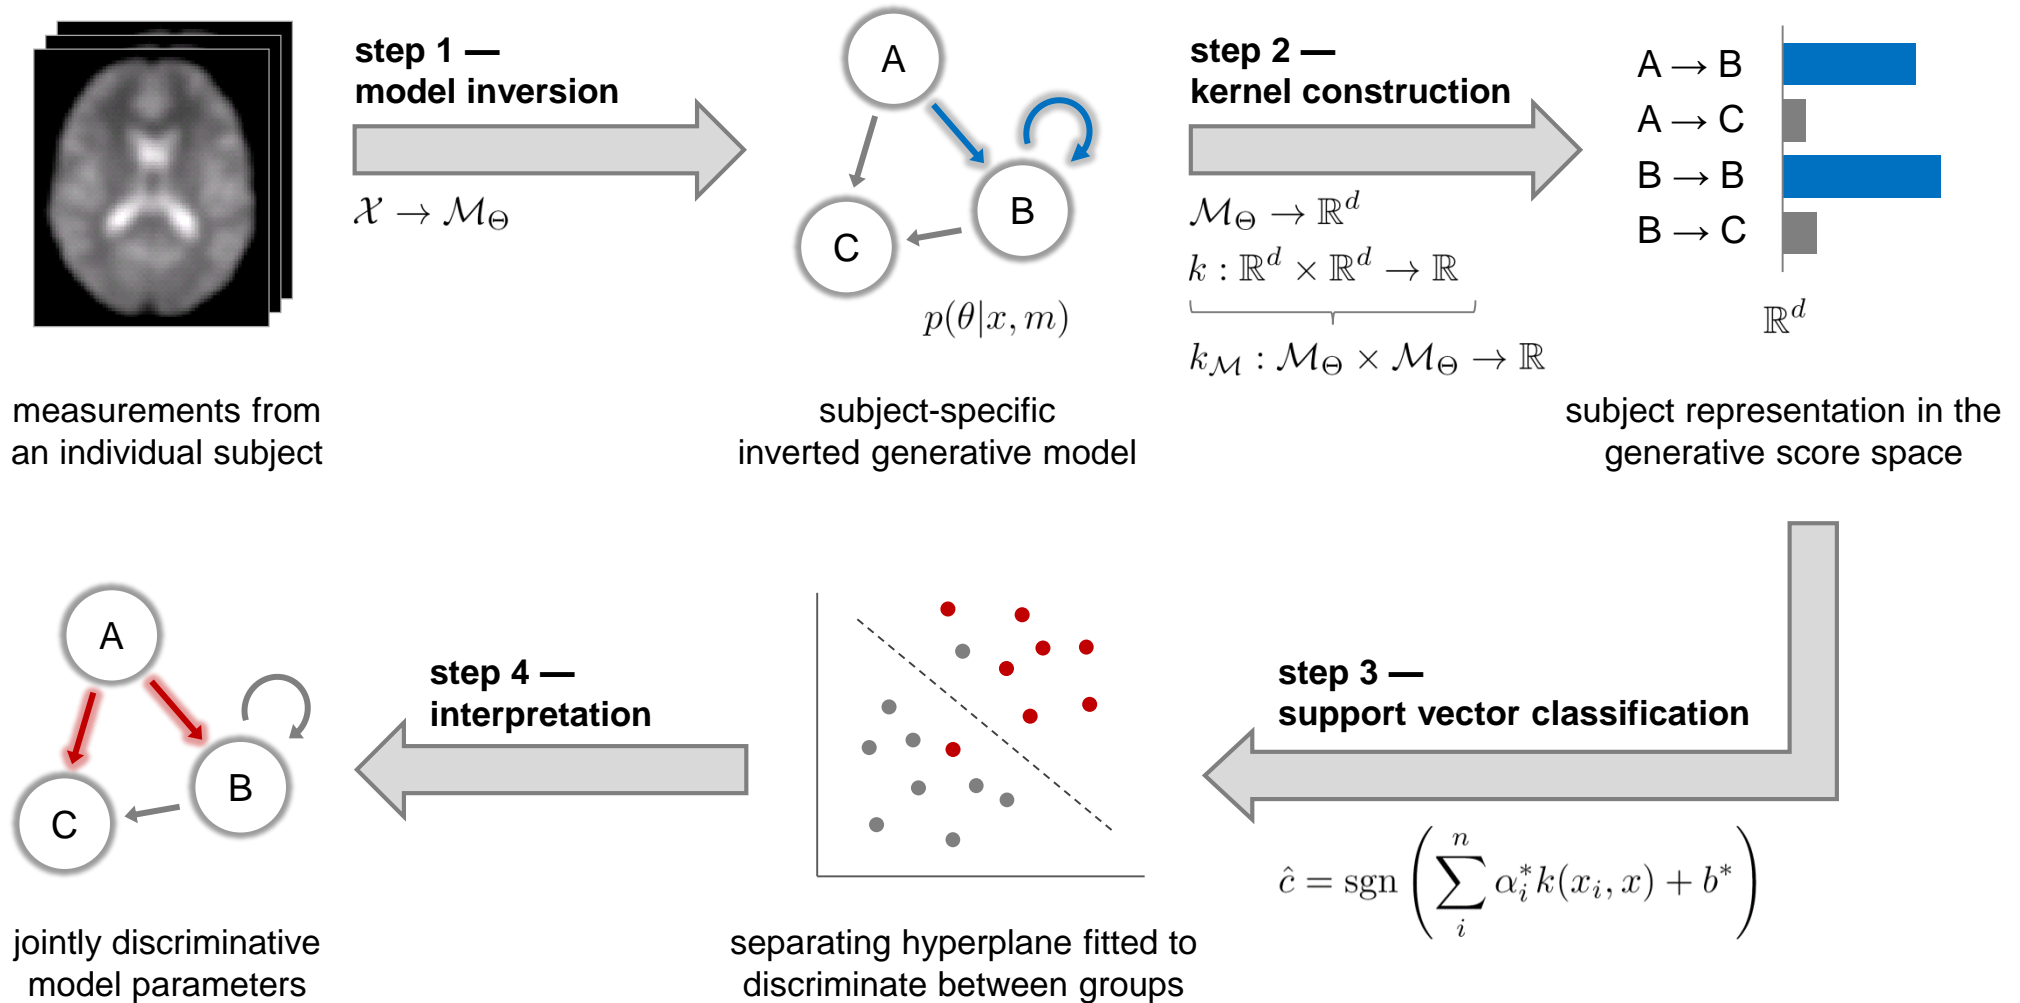 step 1 —
model inversion
𝒳 → ℳ_Θ
A
B
C
p(θ|x, m)
step 2 —
kernel construction
ℳ_Θ → ℝ^d
k : ℝ^d × ℝ^d → ℝ
k_ℳ : ℳ_Θ × ℳ_Θ → ℝ
A → B
A → C
B → B
B → C
ℝ^d
measurements from
an individual subject
subject-specific
inverted generative model
subject representation in the
generative score space
A
B
C
step 4 —
interpretation
step 3 —
support vector classification
ĉ = sgn ( ∑_i^n α_i^* k(x_i, x) + b^* )
jointly discriminative
model parameters
separating hyperplane fitted to
discriminate between groups